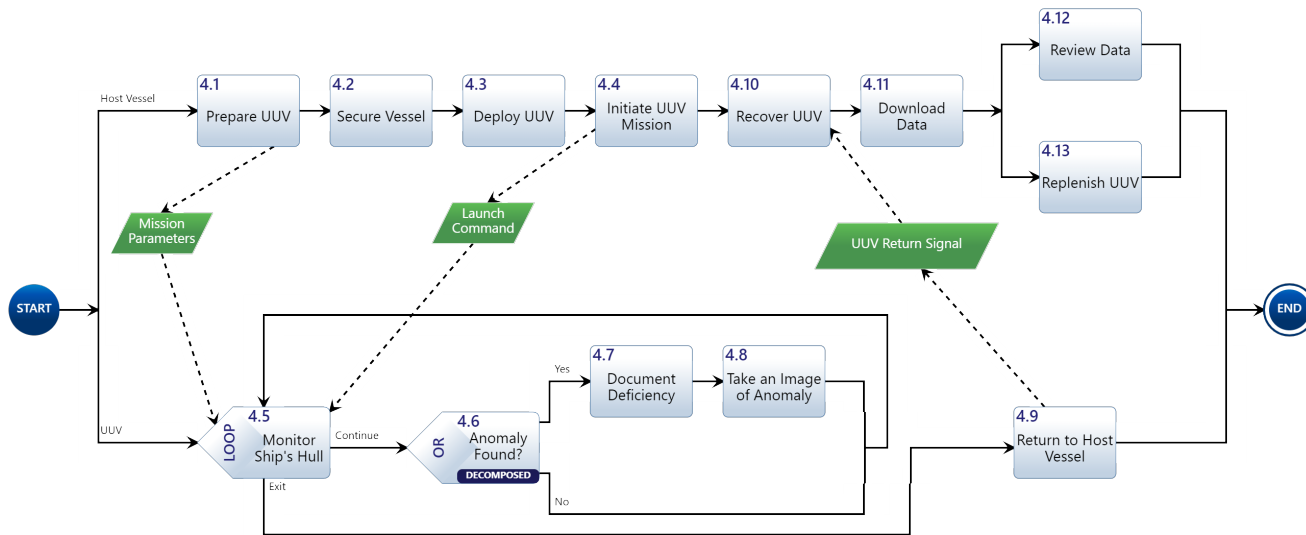 4.12
Review Data
Host Vessel
4.1
Prepare UUV
4.2
Secure Vessel
4.3
Deploy UUV
4.4
Initiate UUV
Mission
4.10
Recover UUV
4.11
Download
Data
4.13
Replenish UUV
Mission
Parameters
Launch
Command
UUV Return Signal
START
END
UUV
LOOP
4.5
Monitor
Ship's Hull
Continue
Exit
OR
4.6
Anomaly
Found?
DECOMPOSED
Yes
No
4.7
Document
Deficiency
4.8
Take an Image
of Anomaly
4.9
Return to Host
Vessel